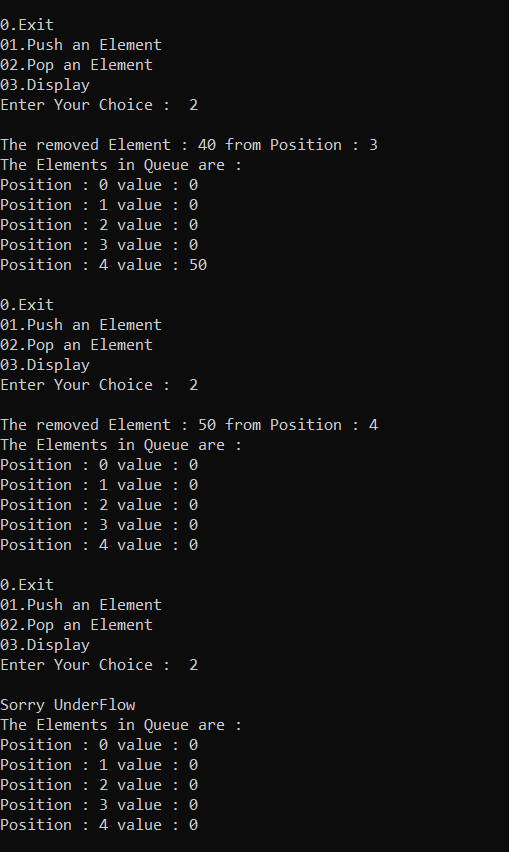 0.Exit
01.Push an Element
02.Pop an Element
03.Display
Enter Your Choice :  2
The removed Element : 40 from Position : 3
The Elements in Queue are :
Position : 0 value : 0
Position : 1 value : 0
Position : 2 value : 0
Position : 3 value : 0
Position : 4 value : 50
0.Exit
01.Push an Element
02.Pop an Element
03.Display
Enter Your Choice :  2
The removed Element : 50 from Position : 4
The Elements in Queue are :
Position : 0 value : 0
Position : 1 value : 0
Position : 2 value : 0
Position : 3 value : 0
Position : 4 value : 0
0.Exit
01.Push an Element
02.Pop an Element
03.Display
Enter Your Choice :  2
Sorry UnderFlow
The Elements in Queue are :
Position : 0 value : 0
Position : 1 value : 0
Position : 2 value : 0
Position : 3 value : 0
Position : 4 value : 0